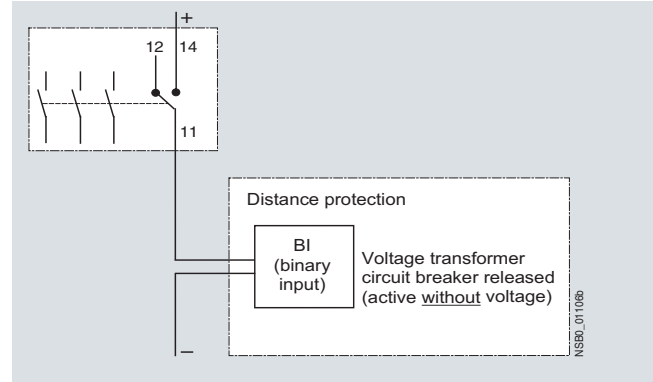 +
12 14
11
Distance protection
BI
(binary
input)
Voltage transformer
circuit breaker released
(active without voltage)
–
NSB0_01106b